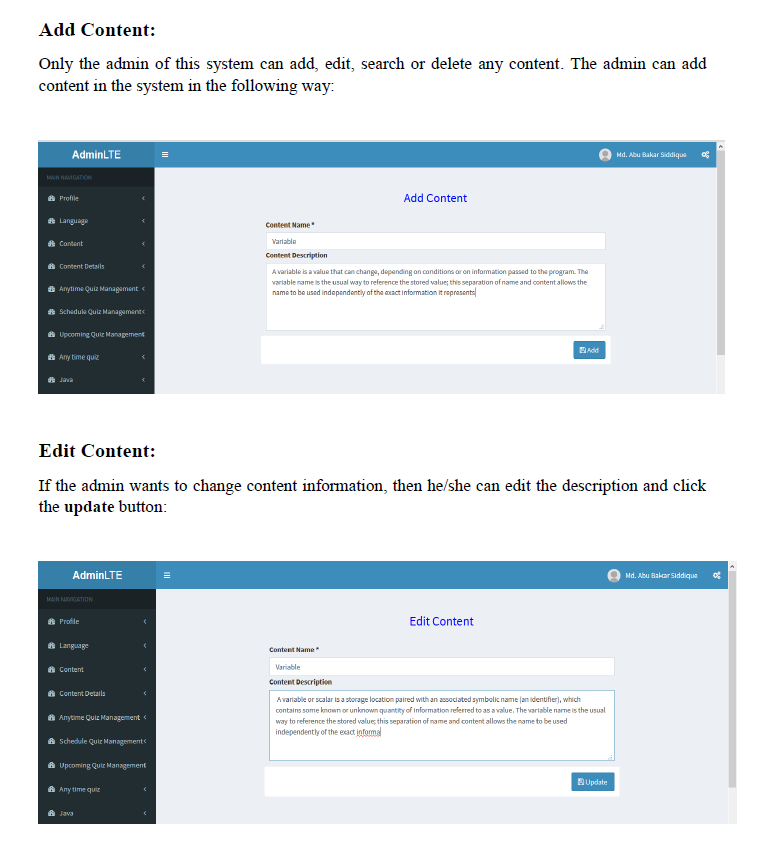 Add Content:
Only the admin of this system can add, edit, search or delete any content. The admin can add
content in the system in the following way:
AdminLTE
Md. Abu Bakar Siddique
MAIN NAVIGATION
Profile
Language
Content
Content Details
Anytime Quiz Management
Schedule Quiz Management
Upcoming Quiz Management
Any time quiz
Java
Add Content
Content Name *
Variable
Content Description
A variable is a value that can change, depending on conditions or on information passed to the program. The
variable name is the usual way to reference the stored value; this separation of name and content allows the
name to be used independently of the exact information it represents
Add
Edit Content:
If the admin wants to change content information, then he/she can edit the description and click
the update button:
AdminLTE
Md. Abu Bakar Siddique
MAIN NAVIGATION
Profile
Language
Content
Content Details
Anytime Quiz Management
Schedule Quiz Management
Upcoming Quiz Management
Any time quiz
Java
Edit Content
Content Name *
Variable
Content Description
A variable or scalar is a storage location paired with an associated symbolic name (an identifier), which
contains some known or unknown quantity of information referred to as a value. The variable name is the usual
way to reference the stored value; this separation of name and content allows the name to be used
independently of the exact informa
Update